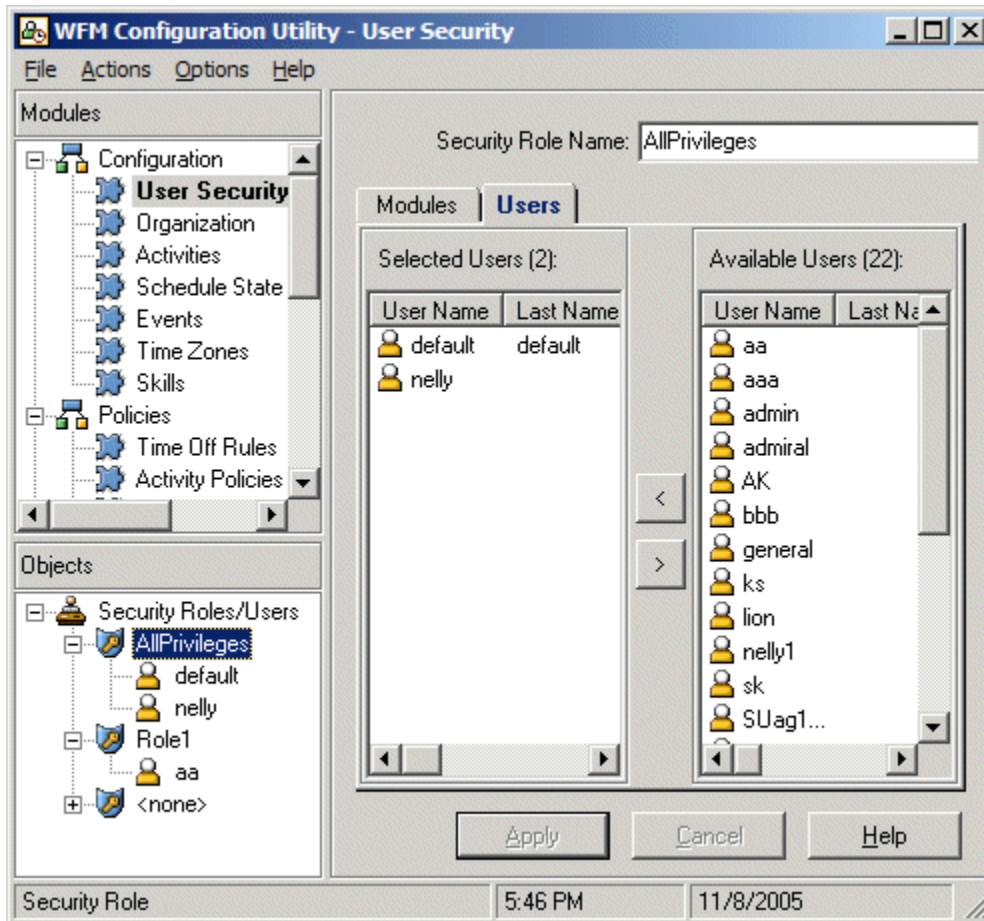 WFM Configuration Utility - User Security
File Actions Options Help
Modules
Configuration
User Security
Organization
Activities
Schedule State
Events
Time Zones
Skills
Policies
Time Off Rules
Activity Policies
Objects
Security Roles/Users
AllPrivileges
default
nelly
Role1
aa
<none>
Security Role Name: AllPrivileges
Modules Users
Selected Users (2):
User Name Last Name
default default
nelly
<
>
Available Users (22):
User Name Last Na
aa
aaa
admin
admiral
AK
bbb
general
ks
lion
nelly1
sk
SUag1...
Apply Cancel Help
Security Role 5:46 PM 11/8/2005